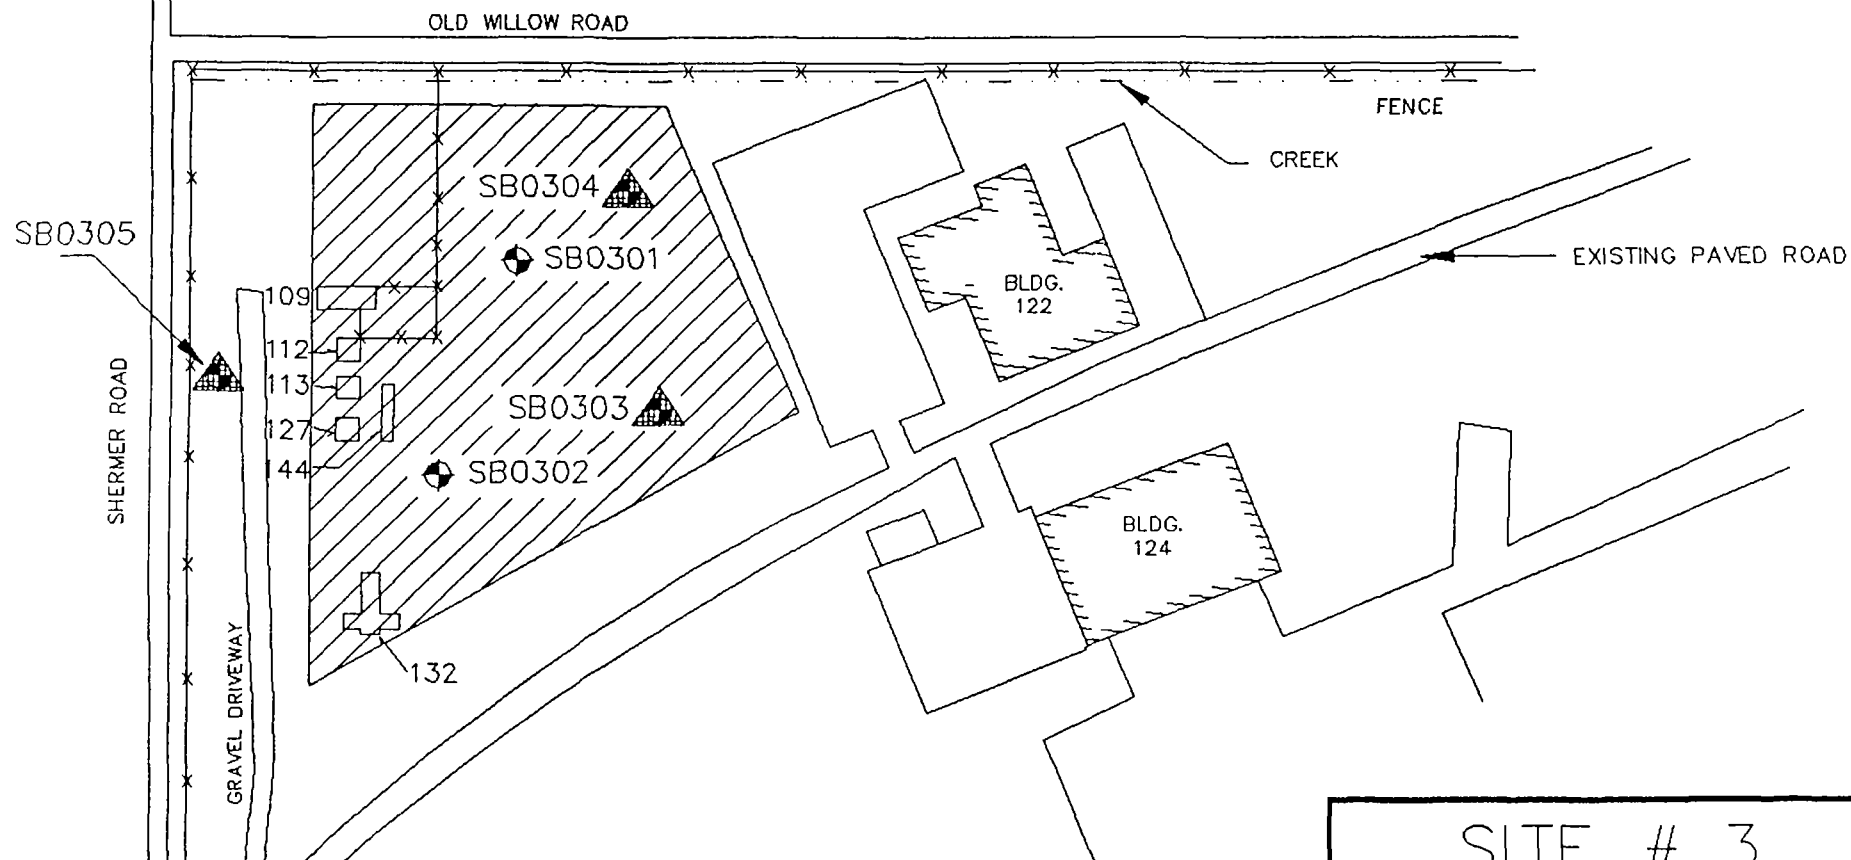 OLD WILLOW ROAD
FENCE
CREEK
SB0304
SB0305
SB0301
EXISTING PAVED ROAD
BLDG.
122
109
112
113
SB0303
127
144
SB0302
SHERMER ROAD
BLDG.
124
132
GRAVEL DRIVEWAY
SITE # 3